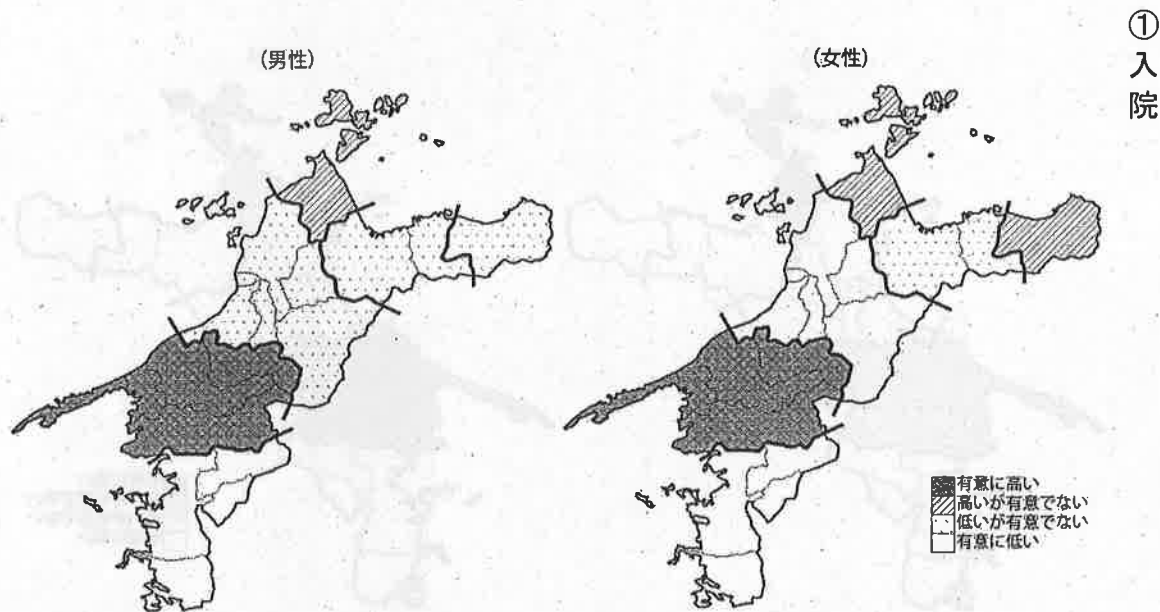 ①入院
(男性)
(女性)
有意に高い
高いが有意でない
低いが有意でない
有意に低い